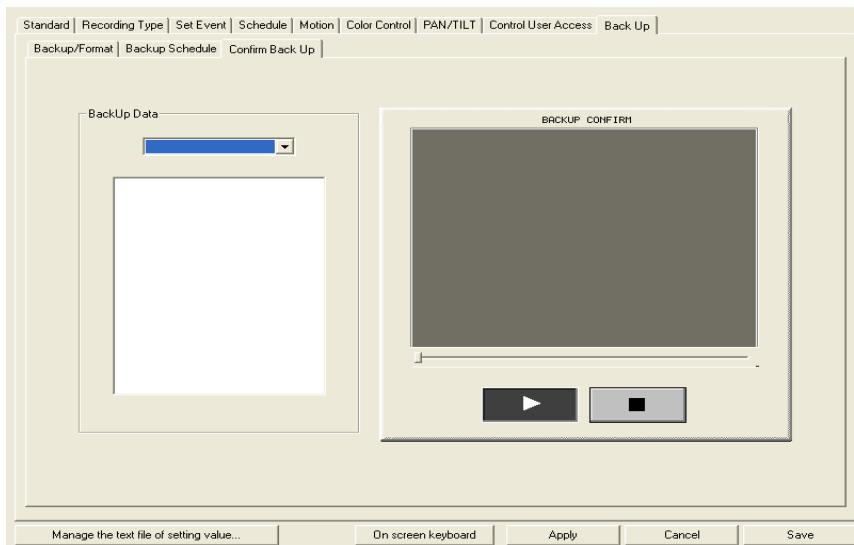 Standard Recording Type Set Event Schedule Motion Color Control PAN/TILT Control User Access Back Up
Backup/Format Backup Schedule Confirm Back Up
BackUp Data
BACKUP CONFIRM
Manage the text file of setting value... On screen keyboard Apply Cancel Save